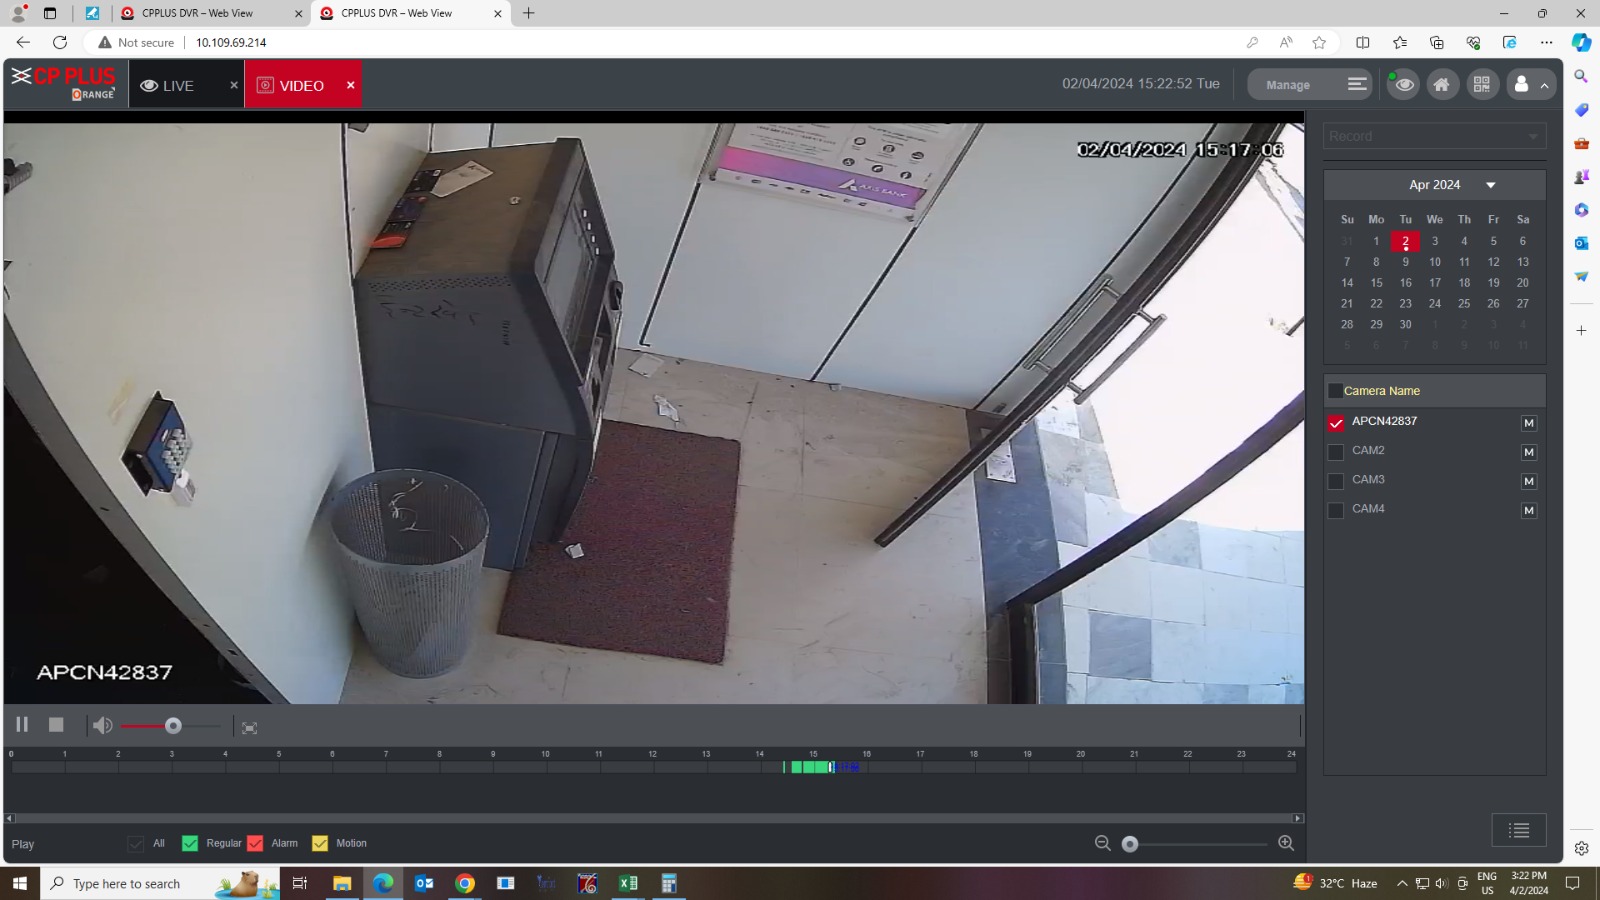 CPPLUS DVR – Web View
CPPLUS DVR – Web View
Not secure
10.109.69.214
CP PLUS
ORANGE
LIVE
VIDEO
02/04/2024 15:22:52 Tue
Manage
02/04/2024 15:17:06
AXIS BANK
APCN42837
Record
Apr 2024
Su Mo Tu We Th Fr Sa
31 1 2 3 4 5 6
7 8 9 10 11 12 13
14 15 16 17 18 19 20
21 22 23 24 25 26 27
28 29 30 1 2 3 4
5 6 7 8 9 10 11
Camera Name
APCN42837 M
CAM2 M
CAM3 M
CAM4 M
0 1 2 3 4 5 6 7 8 9 10 11 12 13 14 15 16 17 18 19 20 21 22 23 24
Play
All
Regular
Alarm
Motion
Type here to search
32°C Haze
ENG
US
3:22 PM
4/2/2024